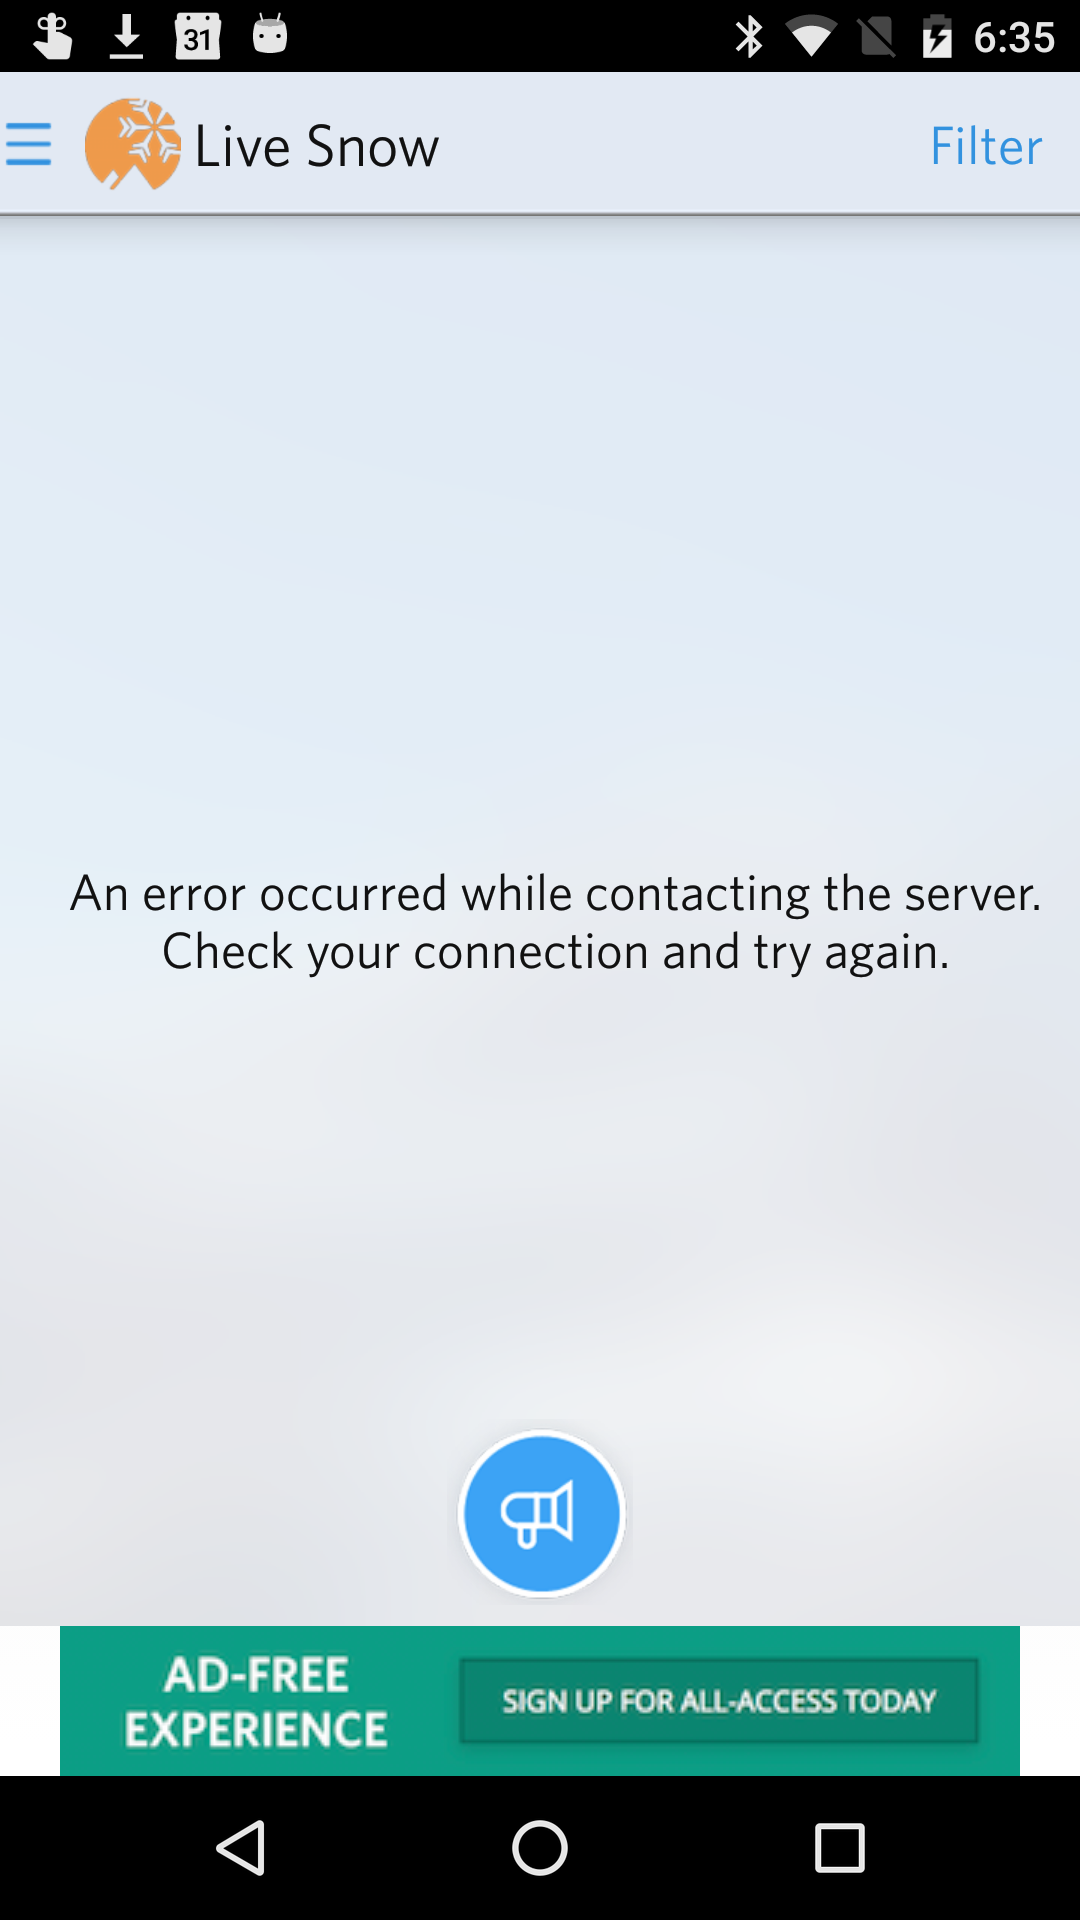 31
6:35
Live Snow
Filter
An error occurred while contacting the server.
Check your connection and try again.
AD-FREE
EXPERIENCE
SIGN UP FOR ALL-ACCESS TODAY